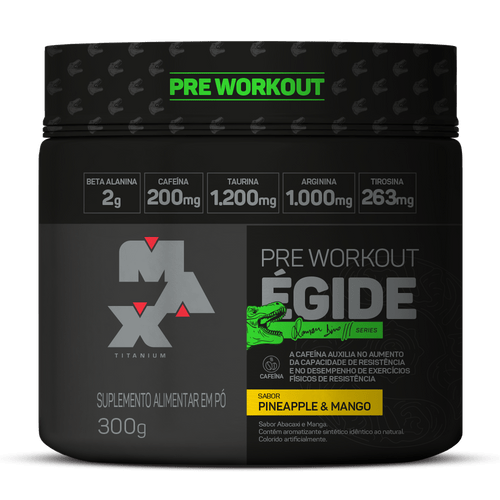 PRE WORKOUT
BETA ALANINA
2g
CAFEÍNA
200mg
TAURINA
1.200mg
ARGININA
1.000mg
TIROSINA
263mg
MAX
TITANIUM
SUPLEMENTO ALIMENTAR EM PÓ
300g
PRE WORKOUT
ÉGIDE
SERIES
CAFEÍNA
A CAFEÍNA AUXILIA NO AUMENTO
DA CAPACIDADE DE RESISTÊNCIA
E NO DESEMPENHO DE EXERCÍCIOS
FÍSICOS DE RESISTÊNCIA
SABOR
PINEAPPLE & MANGO
Sabor Abacaxi e Manga.
Contém aromatizante sintético idêntico ao natural.
Colorido artificialmente.